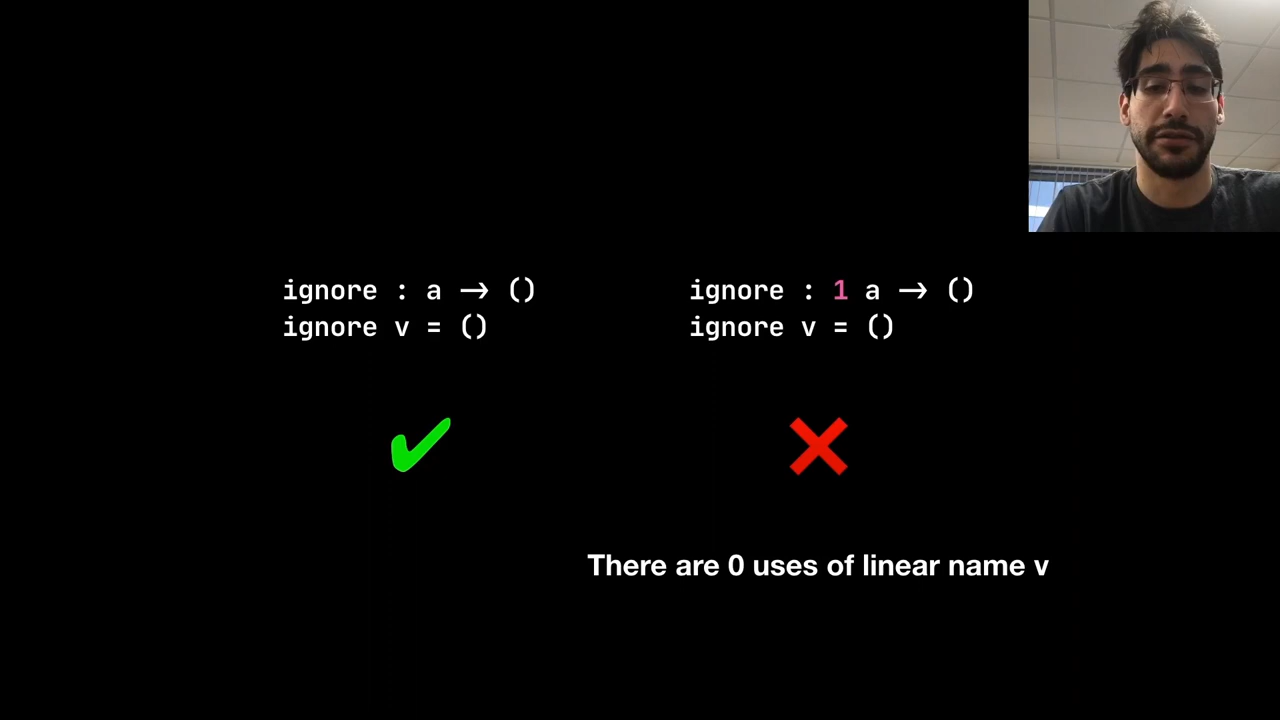 ignore : a → ()
ignore v = ()
ignore : 1 a → ()
ignore v = ()
There are 0 uses of linear name v